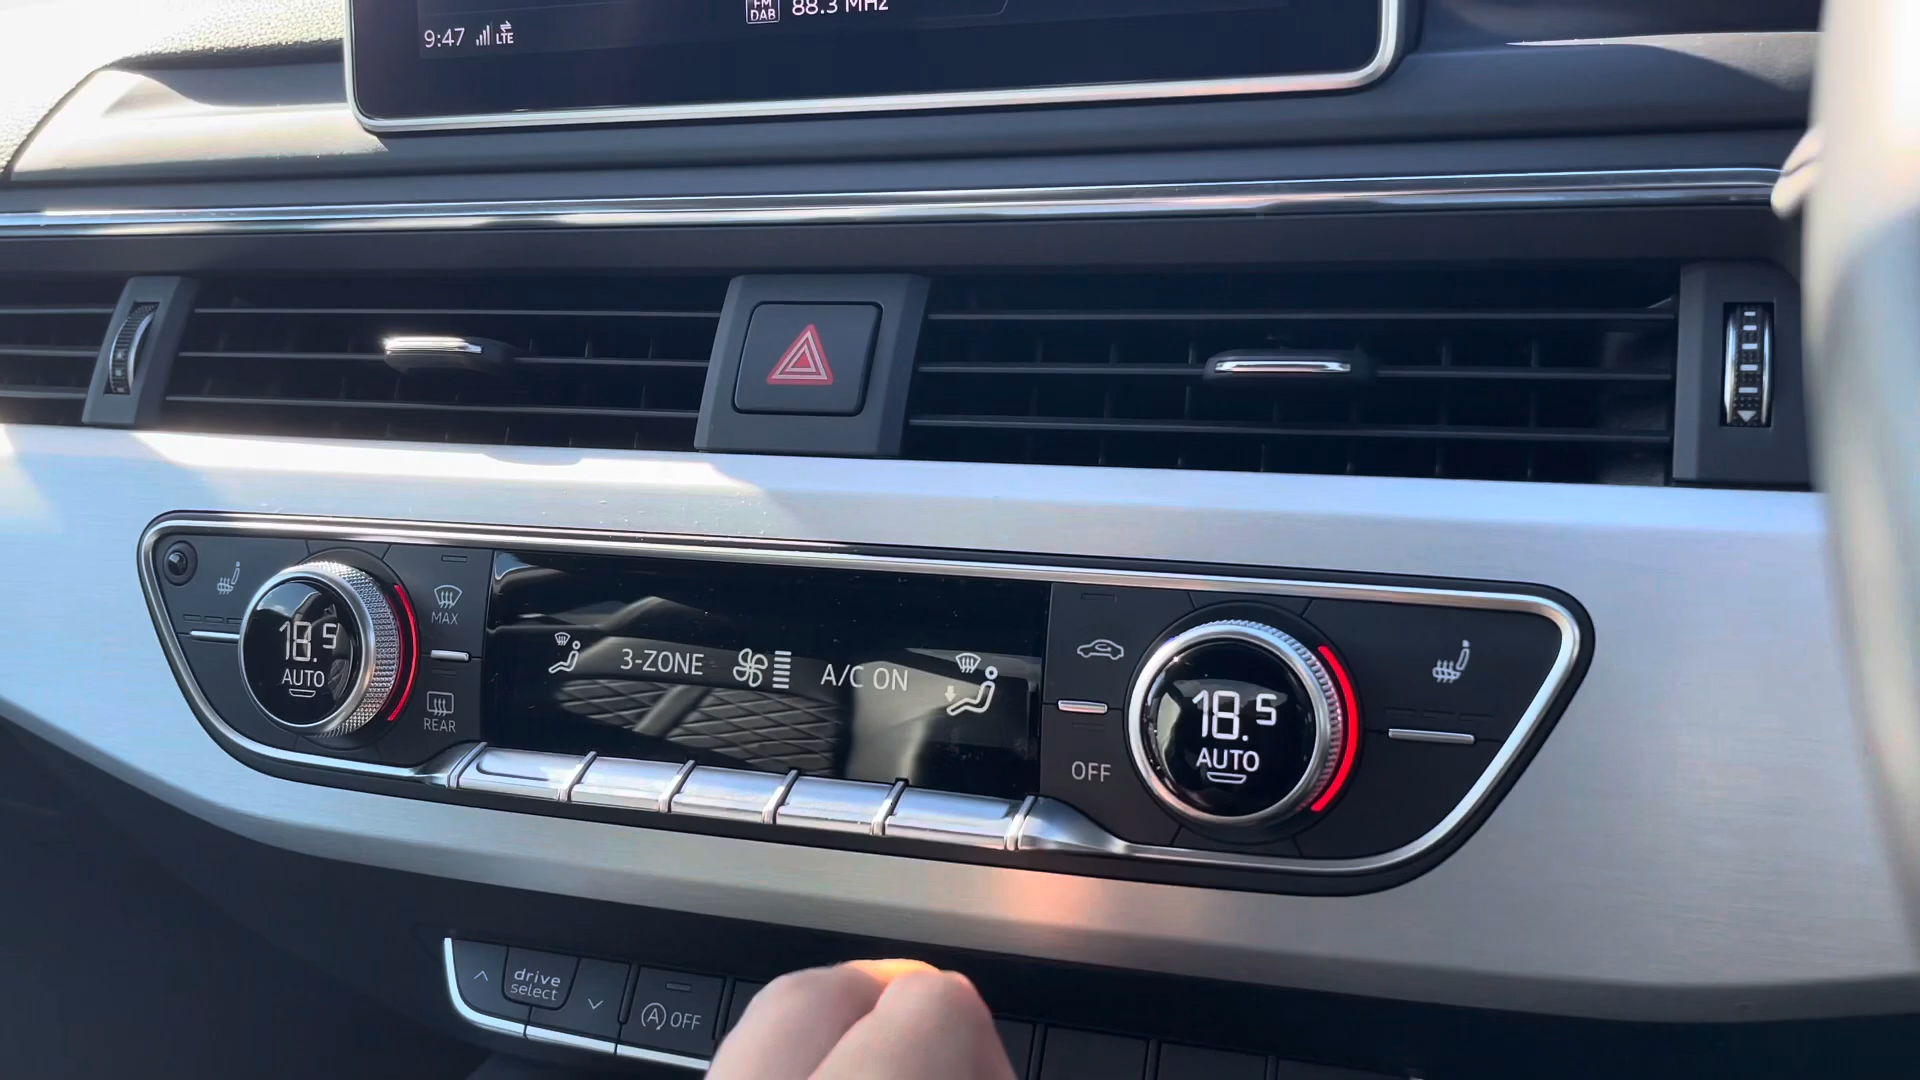 FM
DAB
88.3 MHz
9:47
LTE
18.5
AUTO
MAX
REAR
3-ZONE
A/C ON
OFF
18.5
AUTO
drive
select
A OFF